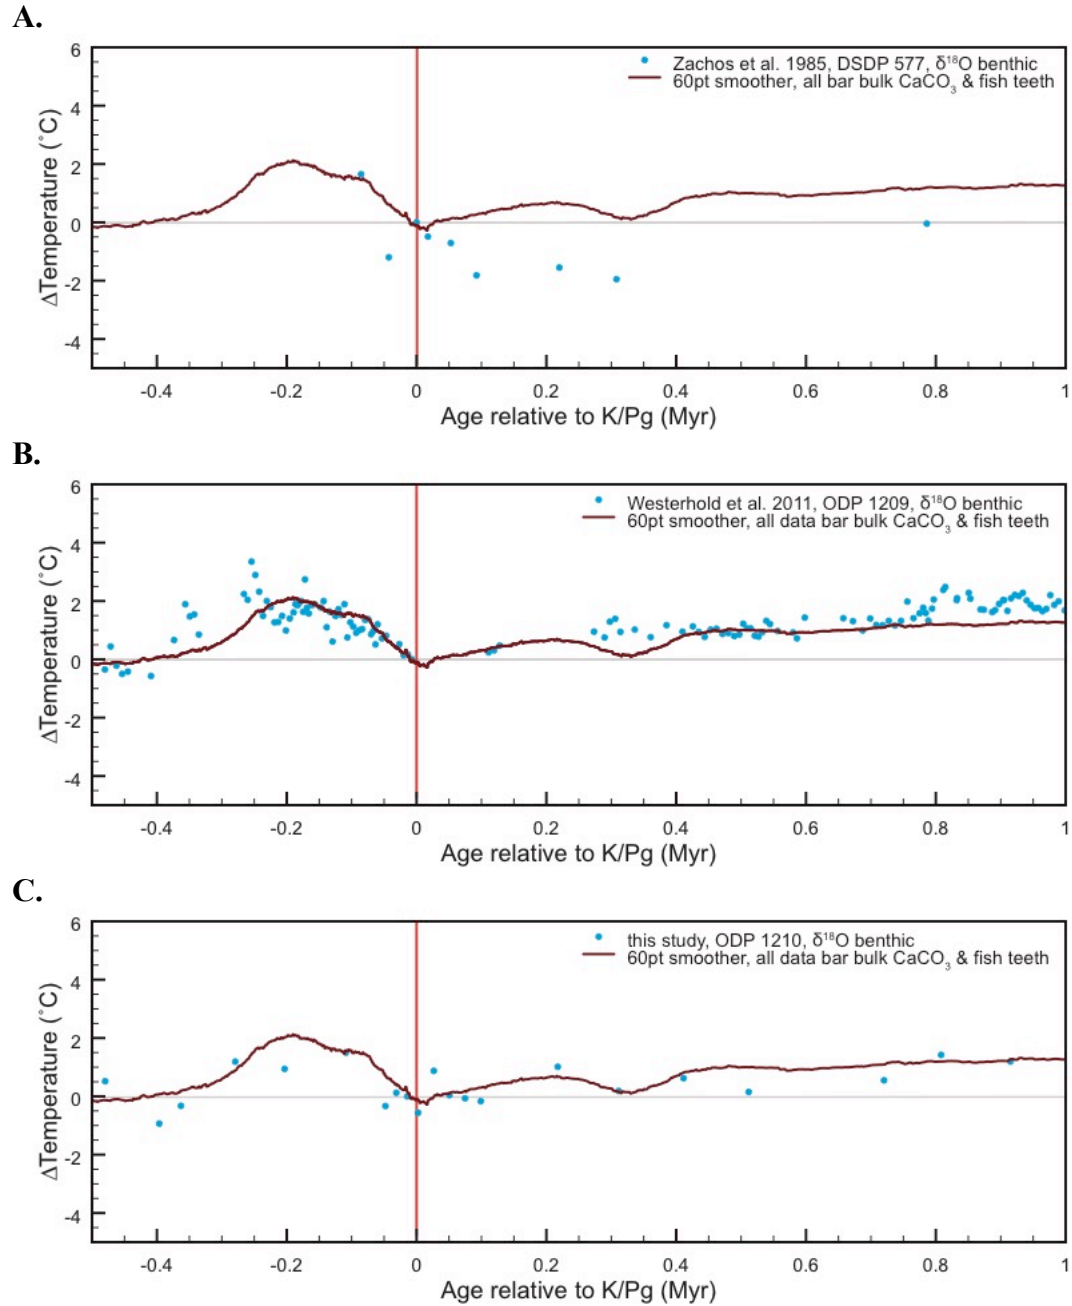 A.
6
Zachos et al. 1985, DSDP 577, δ¹⁸O benthic
60pt smoother, all bar bulk CaCO₃ & fish teeth
4
2
0
-2
-4
ΔTemperature (˚C)
-0.4 -0.2 0 0.2 0.4 0.6 0.8 1
Age relative to K/Pg (Myr)
B.
6
Westerhold et al. 2011, ODP 1209, δ¹⁸O benthic
60pt smoother, all data bar bulk CaCO₃ & fish teeth
4
2
0
-2
-4
ΔTemperature (˚C)
-0.4 -0.2 0 0.2 0.4 0.6 0.8 1
Age relative to K/Pg (Myr)
C.
6
this study, ODP 1210, δ¹⁸O benthic
60pt smoother, all data bar bulk CaCO₃ & fish teeth
4
2
0
-2
-4
ΔTemperature (˚C)
-0.4 -0.2 0 0.2 0.4 0.6 0.8 1
Age relative to K/Pg (Myr)